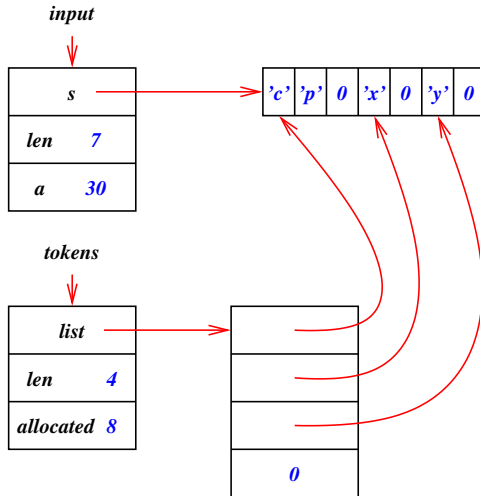 input
s 'c' 'p' 0 'x' 0 'y' 0
len 7
a 30
tokens
list
len 4
allocated 8
0